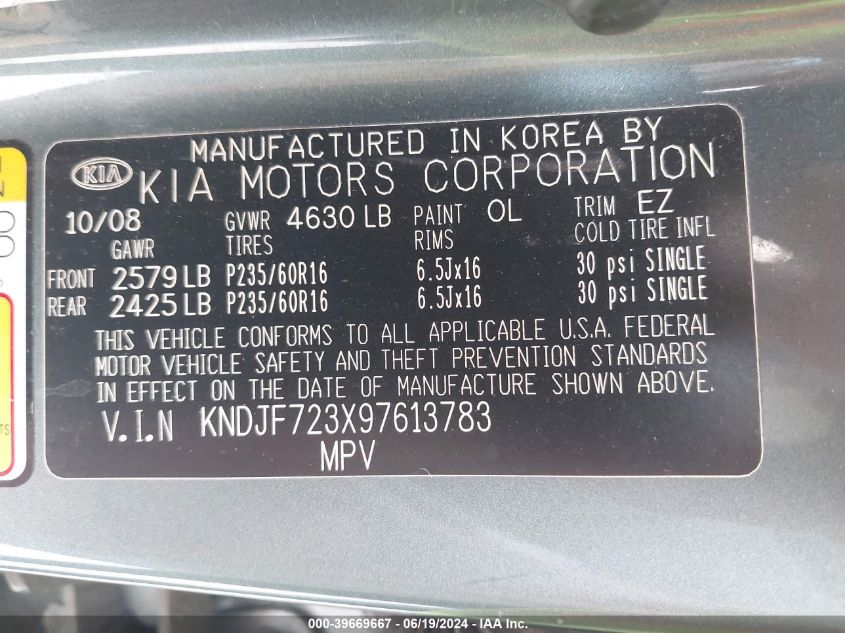 MANUFACTURED IN KOREA BY
KIA KIA MOTORS CORPORATION
10/08 GVWR 4630 LB PAINT OL TRIM EZ
GAWR TIRES RIMS COLD TIRE INFL
FRONT 2579 LB P235/60R16 6.5Jx16 30 psi SINGLE
REAR 2425 LB P235/60R16 6.5Jx16 30 psi SINGLE
THIS VEHICLE CONFORMS TO ALL APPLICABLE U.S.A. FEDERAL
MOTOR VEHICLE SAFETY AND THEFT PREVENTION STANDARDS
IN EFFECT ON THE DATE OF MANUFACTURE SHOWN ABOVE.
V.I.N KNDJF723X97613783
MPV
000-39669667 - 06/19/2024 - IAA Inc.